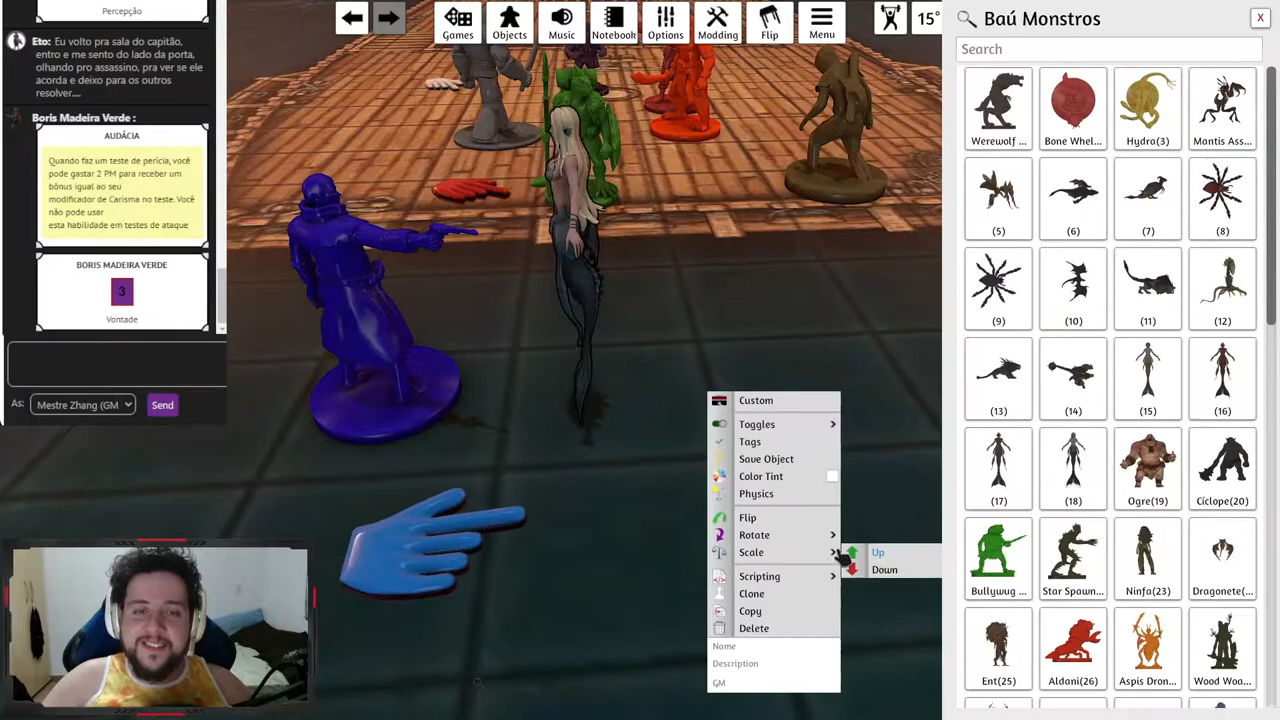 Percepção
Eto: Eu volto pra sala do capitão,
entro e me sento do lado da porta,
olhando pro assassino, pra ver se ele
acorda e deixo para os outros
resolver....
Boris Madeira Verde :
AUDÁCIA
Quando faz um teste de perícia, você
pode gastar 2 PM para receber um
bônus igual ao seu
modificador de Carisma no teste. Você
não pode usar
esta habilidade em testes de ataque
BORIS MADEIRA VERDE
3
Vontade
As: Mestre Zhang (GM Send
Games Objects Music Notebook Options Modding Flip Menu
15°
Custom
Toggles
Tags
Save Object
Color Tint
Physics
Flip
Rotate
Scale
Up
Down
Scripting
Clone
Copy
Delete
Name
Description
GM
Baú Monstros X
Search
Werewolf ... Bone Whel... Hydra(3) Mantis Ass...
(5) (6) (7) (8)
(9) (10) (11) (12)
(13) (14) (15) (16)
(17) (18) Ogre(19) Cíclope(20)
Bullywug ... Star Spawn... Ninfa(23) Dragonete(...
Ent(25) Aldani(26) Aspis Dron... Wood Woa...